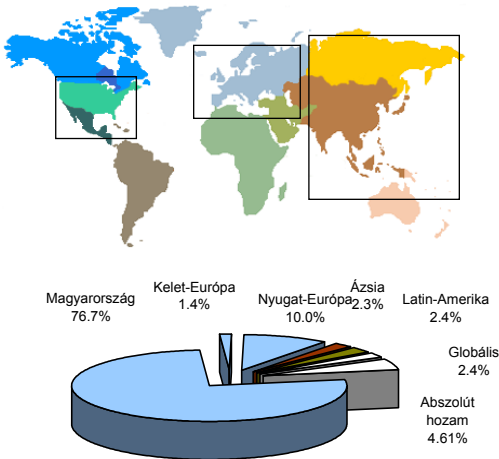 Magyarország
76.7%
Kelet-Európa
1.4%
Nyugat-Európa
10.0%
Ázsia
2.3%
Latin-Amerika
2.4%
Globális
2.4%
Abszolút
hozam
4.61%